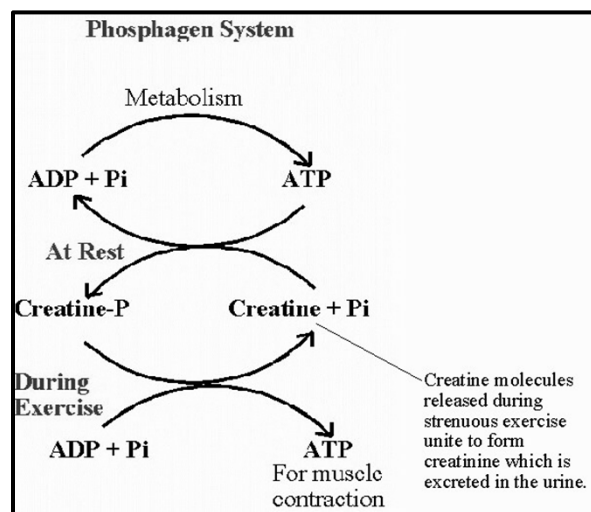 Phosphagen System
Metabolism
ADP + Pi
ATP
At Rest
Creatine-P
Creatine + Pi
During
Exercise
ADP + Pi
ATP
For muscle
contraction
Creatine molecules
released during
strenuous exercise
unite to form
creatinine which is
excreted in the urine.